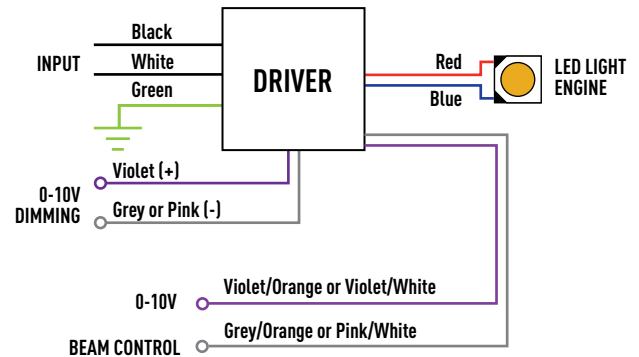 Black
INPUT
White
Green
DRIVER
Red
Blue
LED LIGHT
ENGINE
Violet (+)
0-10V
DIMMING
Grey or Pink (-)
Violet/Orange or Violet/White
0-10V
Grey/Orange or Pink/White
BEAM CONTROL